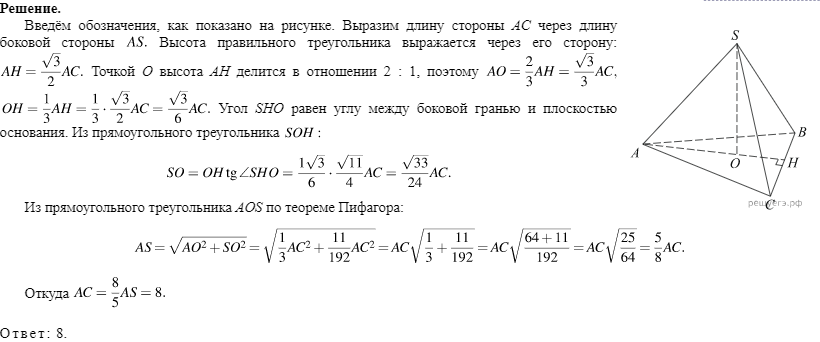 Решение.
Введём обозначения, как показано на рисунке. Выразим длину стороны AC через длину
боковой стороны AS. Высота правильного треугольника выражается через его сторону:
AH = \frac{\sqrt{3}}{2}AC. Точкой O высота AH делится в отношении 2 : 1, поэтому AO = \frac{2}{3}AH = \frac{\sqrt{3}}{3}AC,
OH = \frac{1}{3}AH = \frac{1}{3} · \frac{\sqrt{3}}{2}AC = \frac{\sqrt{3}}{6}AC. Угол SHO равен углу между боковой гранью и плоскостью
основания. Из прямоугольного треугольника SOH :
SO = OH tg ∠SHO = \frac{1\sqrt{3}}{6} · \frac{\sqrt{11}}{4}AC = \frac{\sqrt{33}}{24}AC.
Из прямоугольного треугольника AOS по теореме Пифагора:
AS = \sqrt{AO^2 + SO^2} = \sqrt{\frac{1}{3}AC^2 + \frac{11}{192}AC^2} = AC\sqrt{\frac{1}{3} + \frac{11}{192}} = AC\sqrt{\frac{64+11}{192}} = AC\sqrt{\frac{25}{64}} = \frac{5}{8}AC.
Откуда AC = \frac{8}{5}AS = 8.
Ответ: 8.
S
B
A
O
H
C
решуегэ.рф